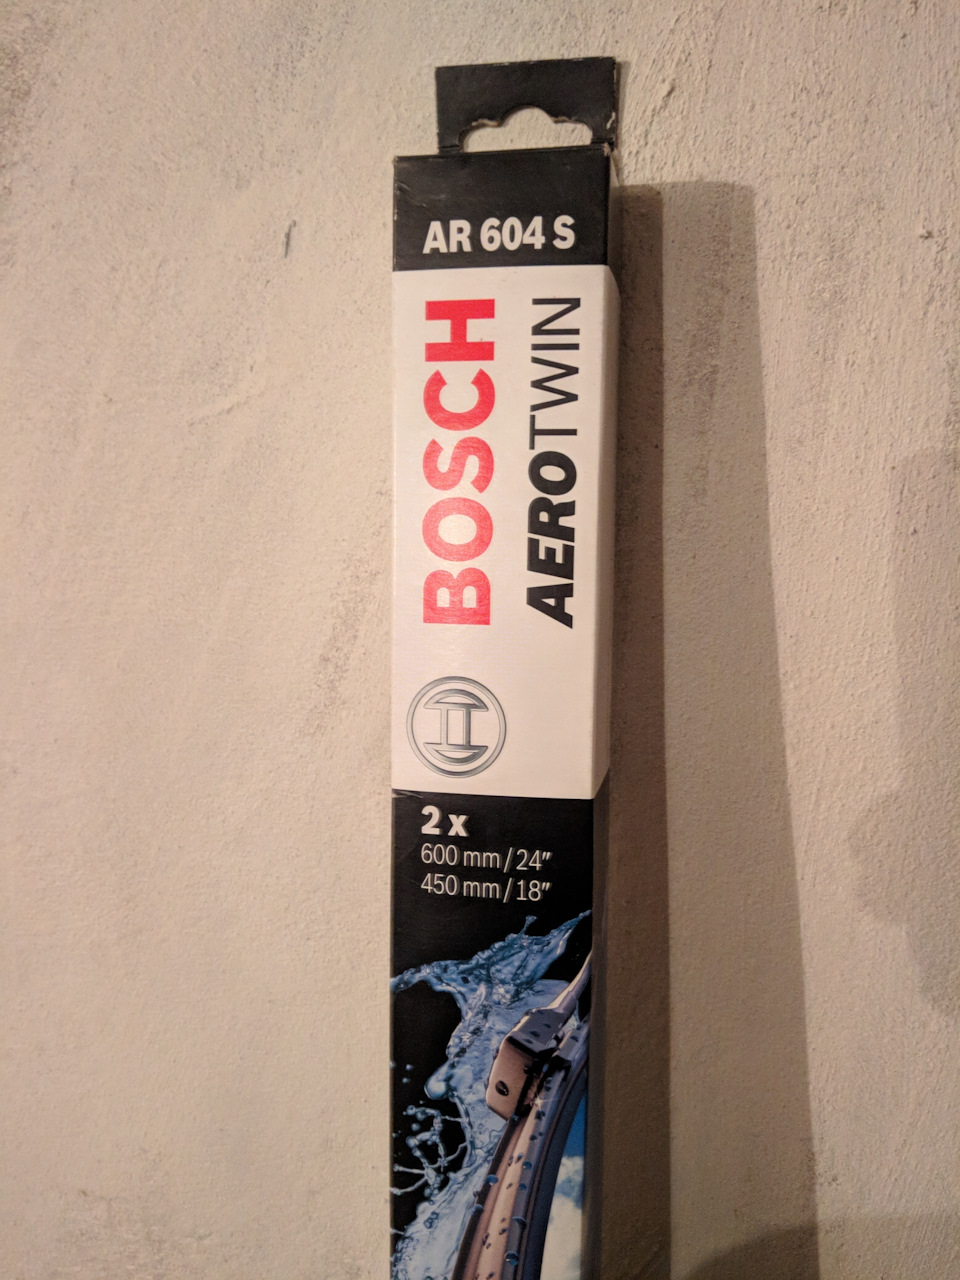 AR 604 S
BOSCH
AEROTWIN
2 x
600 mm / 24"
450 mm / 18"